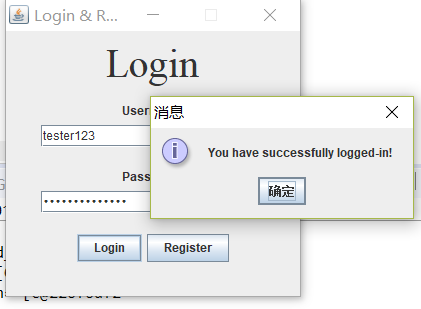 Login & R...
Login
User
tester123
Pass
••••••••••••••
Login
Register
消息
You have successfully logged-in!
确定